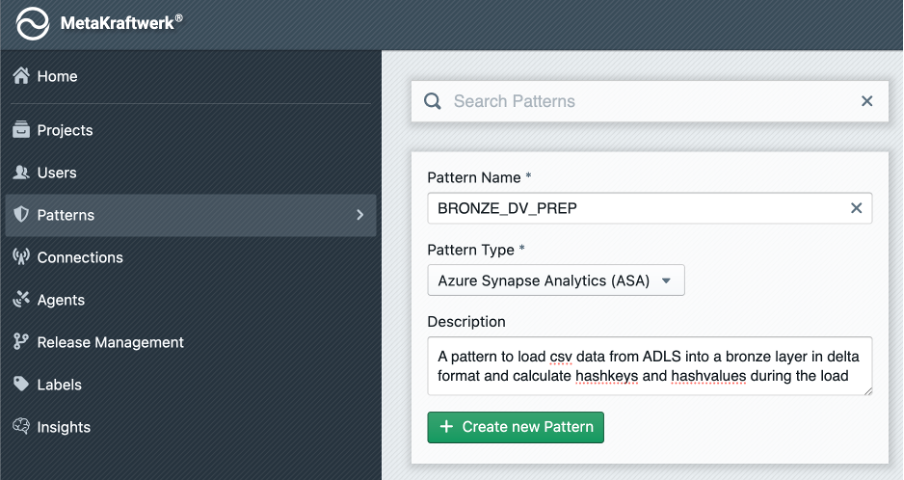 MetaKraftwerk®
Home
Projects
Users
Patterns
Connections
Agents
Release Management
Labels
Insights
Search Patterns
Pattern Name *
BRONZE_DV_PREP
Pattern Type *
Azure Synapse Analytics (ASA)
Description
A pattern to load csv data from ADLS into a bronze layer in delta
format and calculate hashkeys and hashvalues during the load
+ Create new Pattern